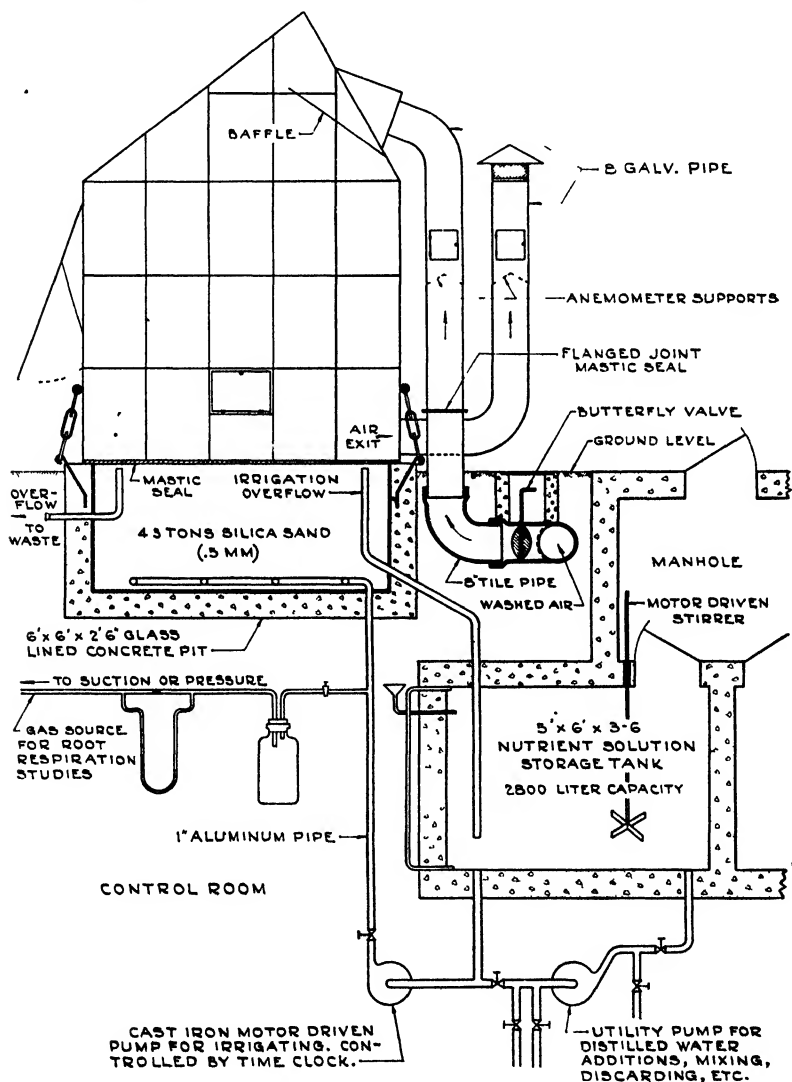 BAFFLE
8 GALV. PIPE
ANEMOMETER SUPPORTS
FLANGED JOINT
MASTIC SEAL
BUTTERFLY VALVE
GROUND LEVEL
AIR
EXIT
MASTIC
SEAL
IRRIGATION
OVERFLOW
OVER-
FLOW
TO
WASTE
4.3 TONS SILICA SAND
(.5 MM)
8" TILE PIPE
WASHED AIR
MANHOLE
MOTOR DRIVEN
STIRRER
6' x 6' x 2'6" GLASS
LINED CONCRETE PIT
TO SUCTION OR PRESSURE
GAS SOURCE
FOR ROOT
RESPIRATION
STUDIES
5' x 6' x 3-6
NUTRIENT SOLUTION
STORAGE TANK
2800 LITER CAPACITY
1" ALUMINUM PIPE
CONTROL ROOM
CAST IRON MOTOR DRIVEN
PUMP FOR IRRIGATING. CON-
TROLLED BY TIME CLOCK.
UTILITY PUMP FOR
DISTILLED WATER
ADDITIONS, MIXING,
DISCARDING, ETC.